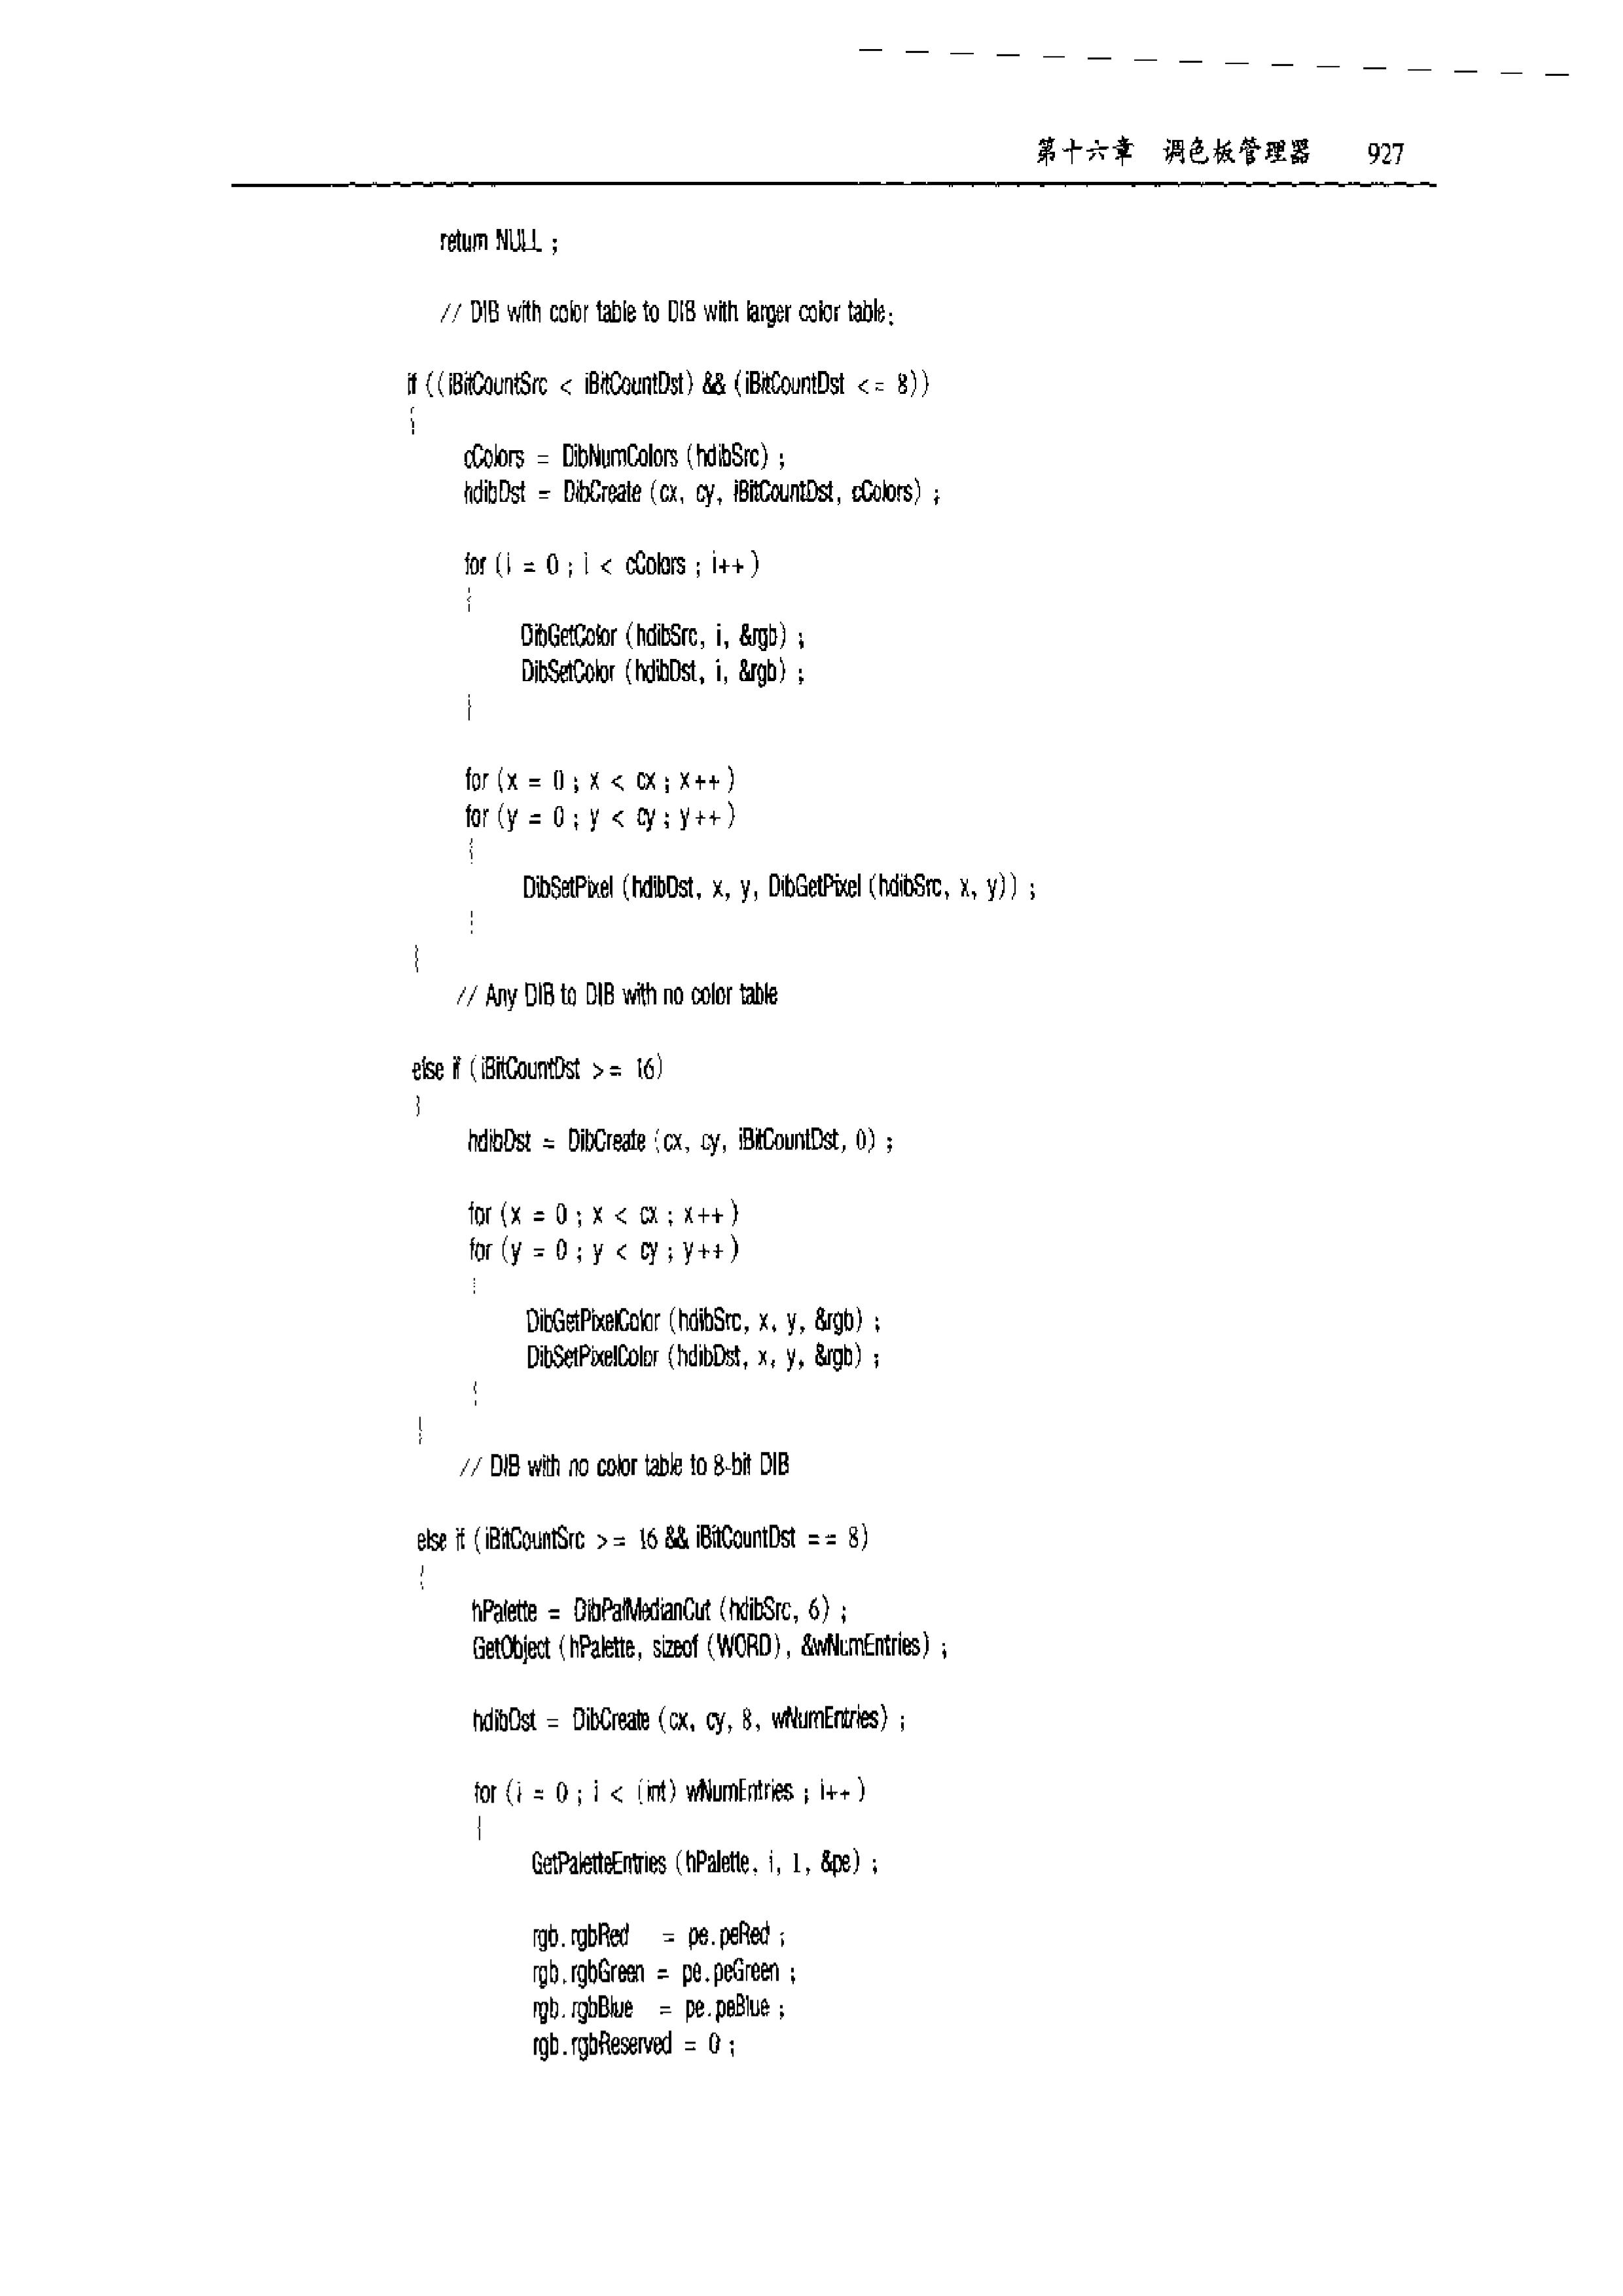 第十六章 调色板管理器 927
return NULL ;
// DIB with color table to DIB with larger color table:
if ((iBitCountSrc < iBitCountDst) && (iBitCountDst <= 8))
{
cColors = DibNumColors (hdibSrc) ;
hdibDst = DibCreate (cx, cy, iBitCountDst, cColors) ;
for (i = 0 ; i < cColors ; i++)
{
DibGetColor (hdibSrc, i, &rgb) ;
DibSetColor (hdibDst, i, &rgb) ;
}
for (x = 0 ; x < cx ; x++)
for (y = 0 ; y < cy ; y++)
{
DibSetPixel (hdibDst, x, y, DibGetPixel (hdibSrc, x, y)) ;
}
}
// Any DIB to DIB with no color table
else if (iBitCountDst >= 16)
{
hdibDst = DibCreate (cx, cy, iBitCountDst, 0) ;
for (x = 0 ; x < cx ; x++)
for (y = 0 ; y < cy ; y++)
{
DibGetPixelColor (hdibSrc, x, y, &rgb) ;
DibSetPixelColor (hdibDst, x, y, &rgb) ;
}
}
// DIB with no color table to 8-bit DIB
else if (iBitCountSrc >= 16 && iBitCountDst == 8)
{
hPalette = DibPalMedianCut (hdibSrc, 6) ;
GetObject (hPalette, sizeof (WORD), &wNumEntries) ;
hdibDst = DibCreate (cx, cy, 8, wNumEntries) ;
for (i = 0 ; i < (int) wNumEntries ; i++)
{
GetPaletteEntries (hPalette, i, 1, &pe) ;
rgb.rgbRed = pe.peRed ;
rgb.rgbGreen = pe.peGreen ;
rgb.rgbBlue = pe.peBlue ;
rgb.rgbReserved = 0 ;